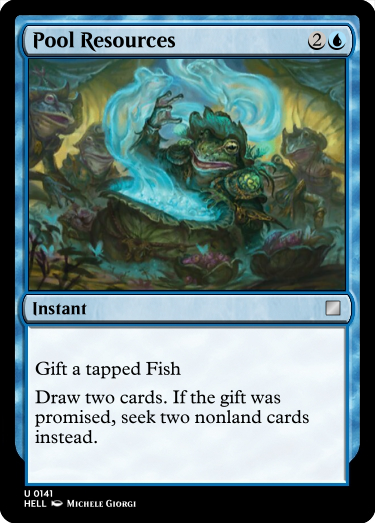 Pool Resources 2
Instant
Gift a tapped Fish
Draw two cards. If the gift was
promised, seek two nonland cards
instead.
U 0141
HELL Michele Giorgi